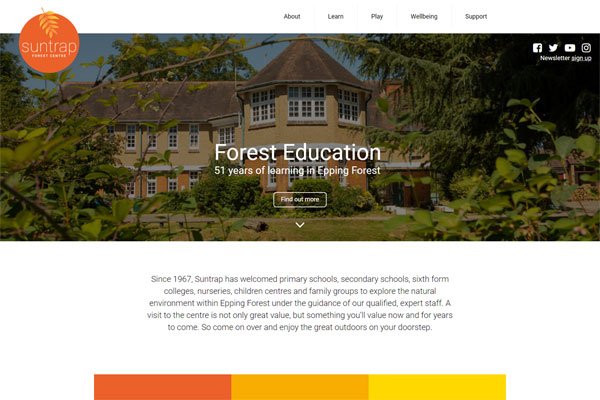 suntrap
FOREST CENTRE
About Learn Play Wellbeing Support
Newsletter sign up
Forest Education
51 years of learning in Epping Forest
Find out more
Since 1967, Suntrap has welcomed primary schools, secondary schools, sixth form
colleges, nurseries, children centres and family groups to explore the natural
environment within Epping Forest under the guidance of our qualified, expert staff. A
visit to the centre is not only great value, but something you'll value now and for years
to come. So come on over and enjoy the great outdoors on your doorstep.